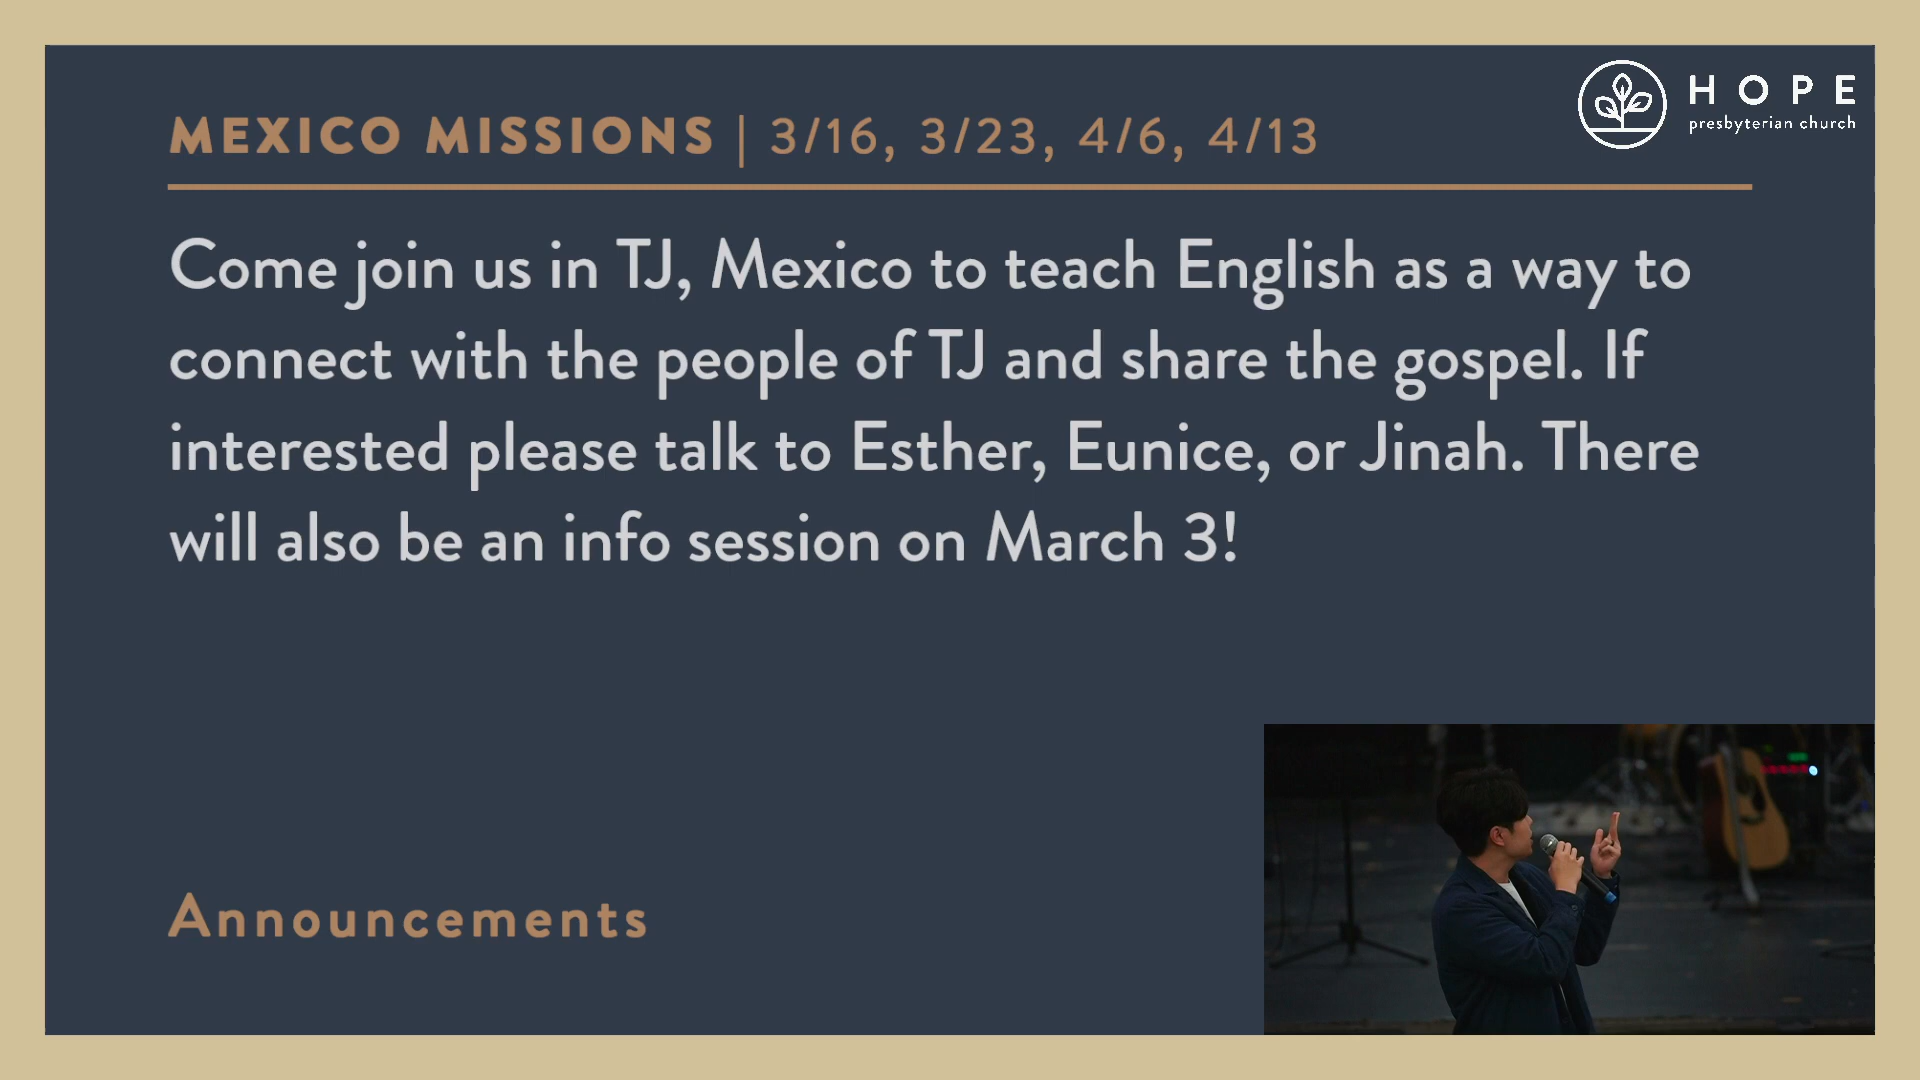 HOPE
presbyterian church
MEXICO MISSIONS | 3/16, 3/23, 4/6, 4/13
Come join us in TJ, Mexico to teach English as a way to
connect with the people of TJ and share the gospel. If
interested please talk to Esther, Eunice, or Jinah. There
will also be an info session on March 3!
Announcements